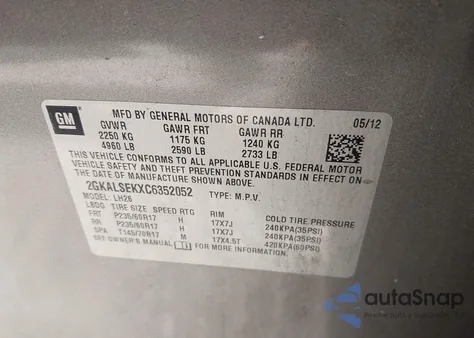 GM
MFD BY GENERAL MOTORS OF CANADA LTD. 05/12
GVWR GAWR FRT GAWR RR
2250 KG 1175 KG 1240 KG
4960 LB 2590 LB 2733 LB
THIS VEHICLE CONFORMS TO ALL APPLICABLE U.S. FEDERAL MOTOR
VEHICLE SAFETY AND THEFT PREVENTION STANDARDS IN EFFECT ON
THE DATE OF MANUFACTURE SHOWN ABOVE.
2GKALSEKXC6352052 TYPE: M.P.V.
MODEL: LH26
LBDG TIRE SIZE SPEED RTG RIM COLD TIRE PRESSURE
FRT P235/60R17 H 17X7J 240KPA(35PSI)
RR P235/60R17 H 17X7J 240KPA(35PSI)
SPA T145/70R17 M 17X4.5T 420KPA(60PSI)
SEE OWNER'S MANUAL
autoSnap